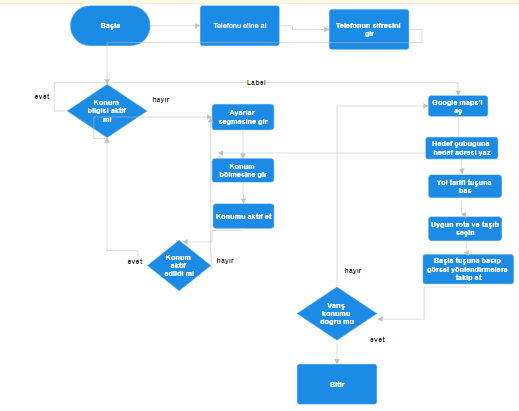 Başla
Telefonu eline al
Telefonun şifresini
gir
Label
evet
Konum
bilgisi aktif
mi
hayır
Google maps'i
aç
Ayarlar
segmesine gir
Hedef çubuguna
hedef adresi yaz
Konum
bölmesine gir
Yol tarifi tuşuna
bas
Konumu aktif et
Uygun rota ve taşıtı
seçin
Konum
aktif
edildi mi
evet
hayır
Başla tuşuna basıp
görsel yönlendirmelere
takip et
hayır
Varış
konumu
dogru mu
evet
Bitir